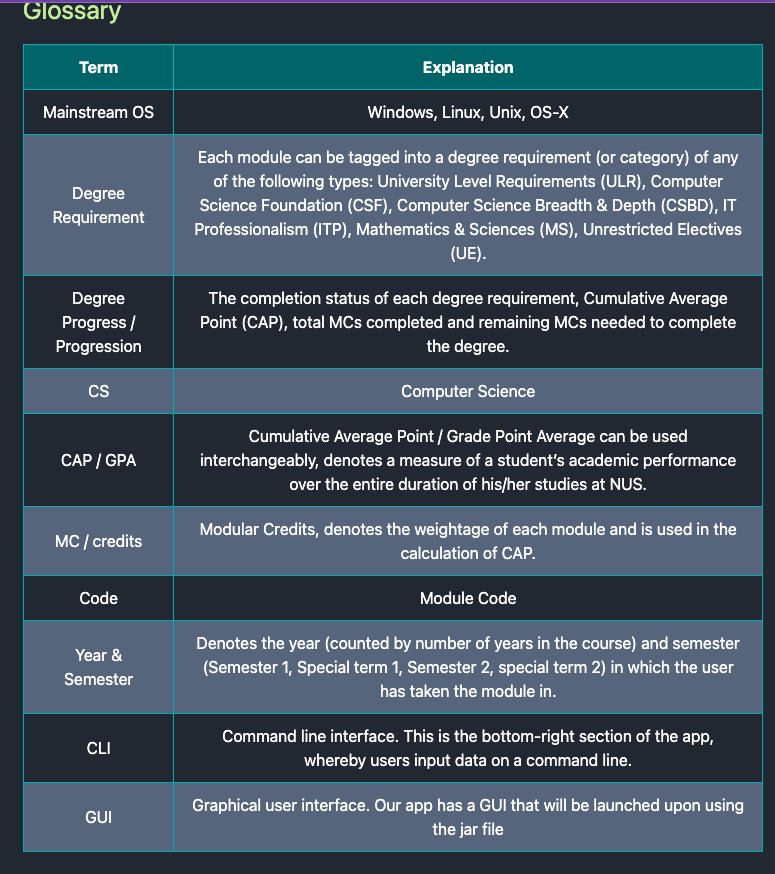 Glossary
Term
Explanation
Mainstream OS
Windows, Linux, Unix, OS-X
Degree
Requirement
Each module can be tagged into a degree requirement (or category) of any
of the following types: University Level Requirements (ULR), Computer
Science Foundation (CSF), Computer Science Breadth & Depth (CSBD), IT
Professionalism (ITP), Mathematics & Sciences (MS), Unrestricted Electives
(UE).
Degree
Progress /
Progression
The completion status of each degree requirement, Cumulative Average
Point (CAP), total MCs completed and remaining MCs needed to complete
the degree.
CS
Computer Science
CAP / GPA
Cumulative Average Point / Grade Point Average can be used
interchangeably, denotes a measure of a student’s academic performance
over the entire duration of his/her studies at NUS.
MC / credits
Modular Credits, denotes the weightage of each module and is used in the
calculation of CAP.
Code
Module Code
Year &
Semester
Denotes the year (counted by number of years in the course) and semester
(Semester 1, Special term 1, Semester 2, special term 2) in which the user
has taken the module in.
CLI
Command line interface. This is the bottom-right section of the app,
whereby users input data on a command line.
GUI
Graphical user interface. Our app has a GUI that will be launched upon using
the jar file